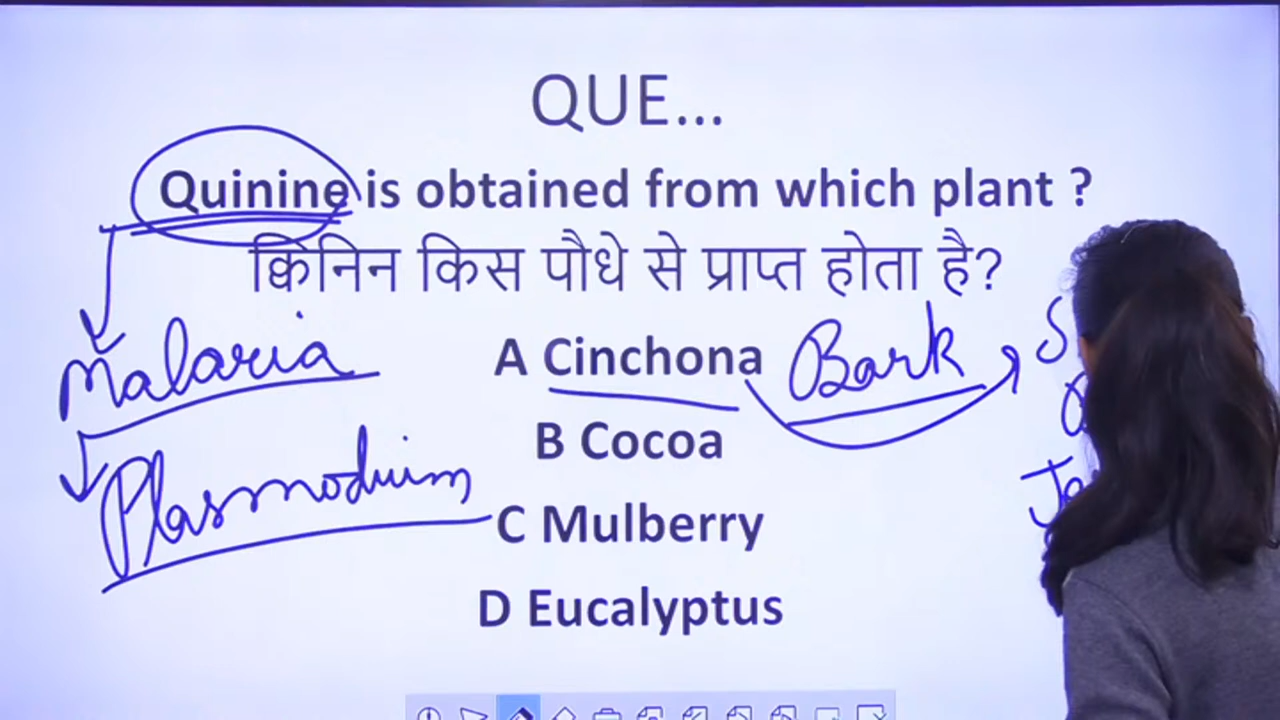 QUE...
Quinine is obtained from which plant ?
क्विनिन किस पौधे से प्राप्त होता है?
Malaria
A Cinchona Bark
B Cocoa
Plasmodium
C Mulberry
D Eucalyptus